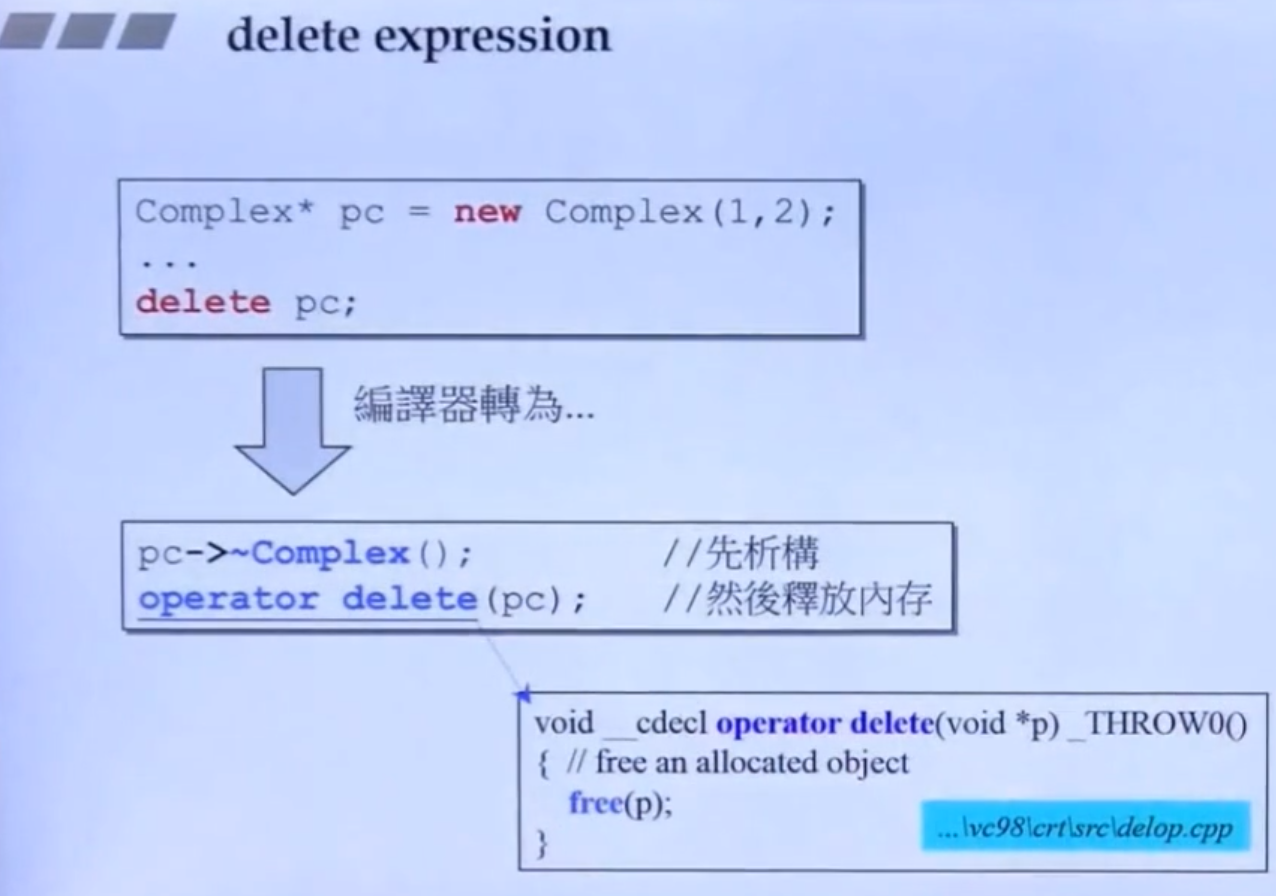 delete expression
Complex* pc = new Complex(1,2);
...
delete pc;
編譯器轉為...
pc->~Complex(); //先析構
operator delete(pc); //然後釋放內存
void __cdecl operator delete(void *p) _THROW0()
{ // free an allocated object
free(p);
}
...\vc98\crt\src\delop.cpp